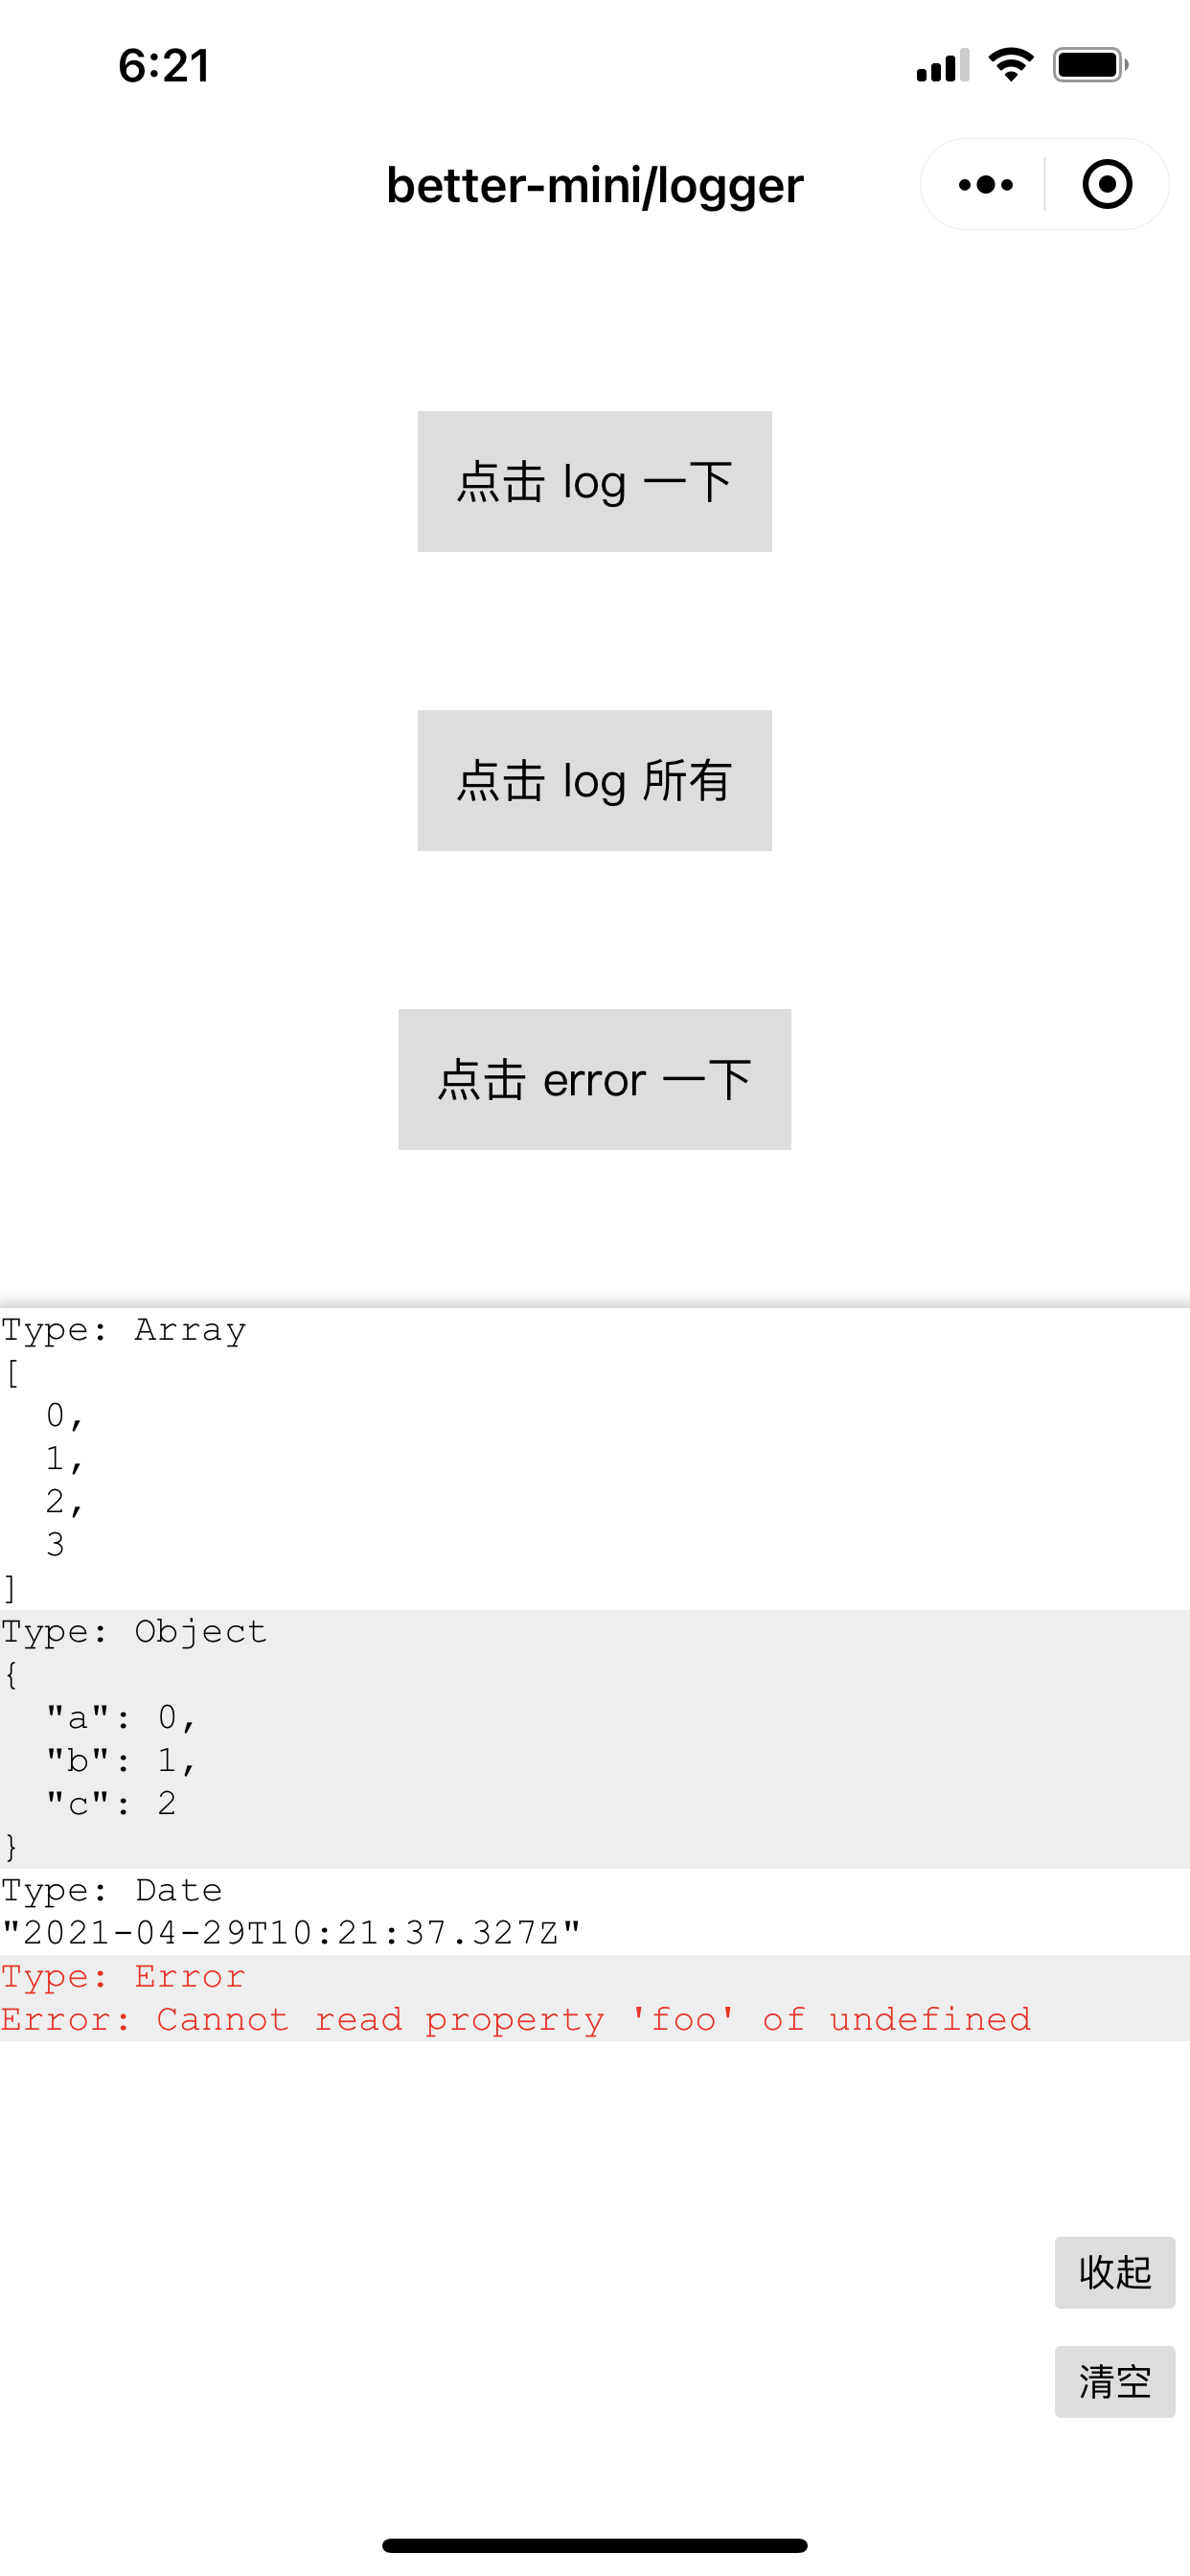 6:21
better-mini/logger
点击 log 一下
点击 log 所有
点击 error 一下
Type: Array
[
  0,
  1,
  2,
  3
]
Type: Object
{
  "a": 0,
  "b": 1,
  "c": 2
}
Type: Date
"2021-04-29T10:21:37.327Z"
Type: Error
Error: Cannot read property 'foo' of undefined
收起
清空